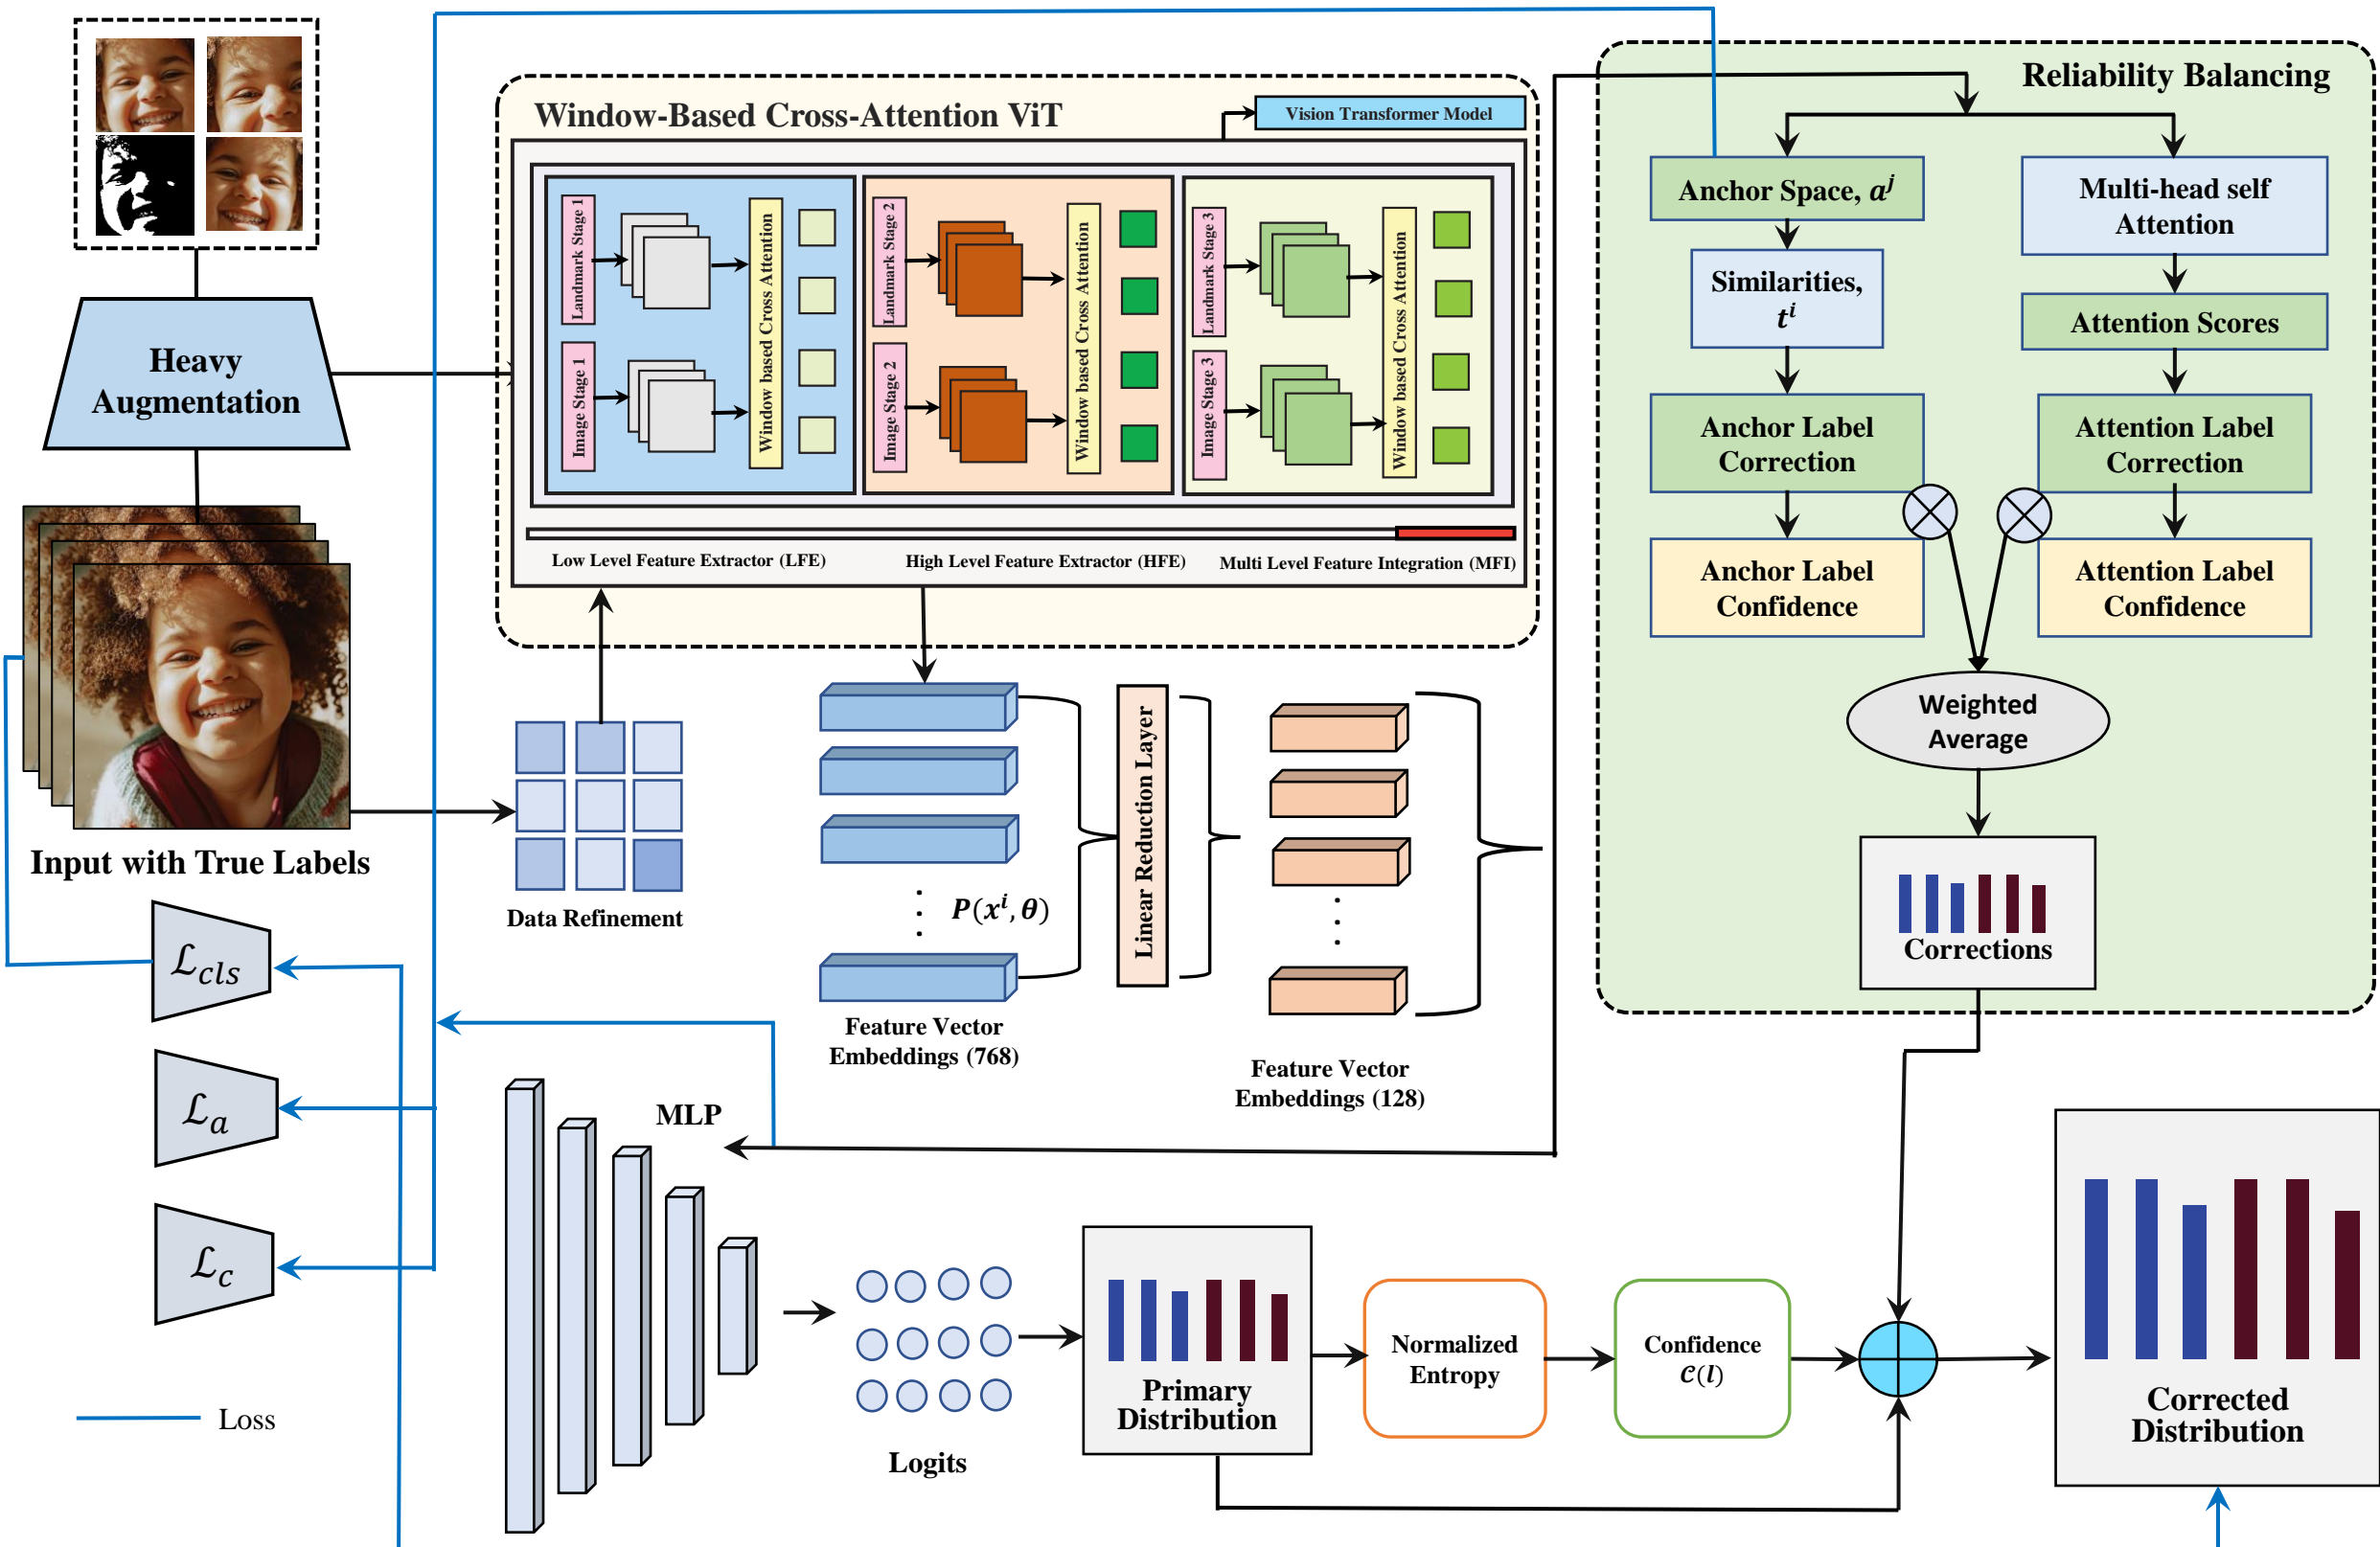 Reliability Balancing
Window-Based Cross-Attention ViT
Vision Transformer Model
Landmark Stage 1
Image Stage 1
Window based Cross Attention
Landmark Stage 2
Image Stage 2
Window based Cross Attention
Landmark Stage 3
Image Stage 3
Window based Cross Attention
Low Level Feature Extractor (LFE)
High Level Feature Extractor (HFE)
Multi Level Feature Integration (MFI)
Heavy
Augmentation
Input with True Labels
Data Refinement
P(xⁱ, θ)
Feature Vector
Embeddings (768)
Linear Reduction Layer
Feature Vector
Embeddings (128)
Anchor Space, aʲ
Similarities,
tⁱ
Anchor Label
Correction
Anchor Label
Confidence
Multi-head self
Attention
Attention Scores
Attention Label
Correction
Attention Label
Confidence
Weighted
Average
Corrections
ℒcls
ℒa
ℒc
Loss
MLP
Logits
Primary
Distribution
Normalized
Entropy
Confidence
𝒞(l)
Corrected
Distribution